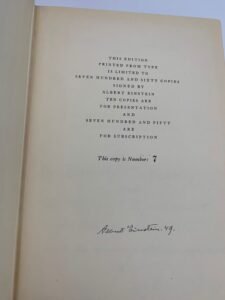 THIS EDITION
PRINTED FROM TYPE
IS LIMITED TO
SEVEN HUNDRED AND SIXTY COPIES
SIGNED BY
ALBERT EINSTEIN
TEN COPIES ARE
FOR PRESENTATION
AND
SEVEN HUNDRED AND FIFTY
ARE
FOR SUBSCRIPTION
This copy is Number: 7
Albert Einstein. 49.